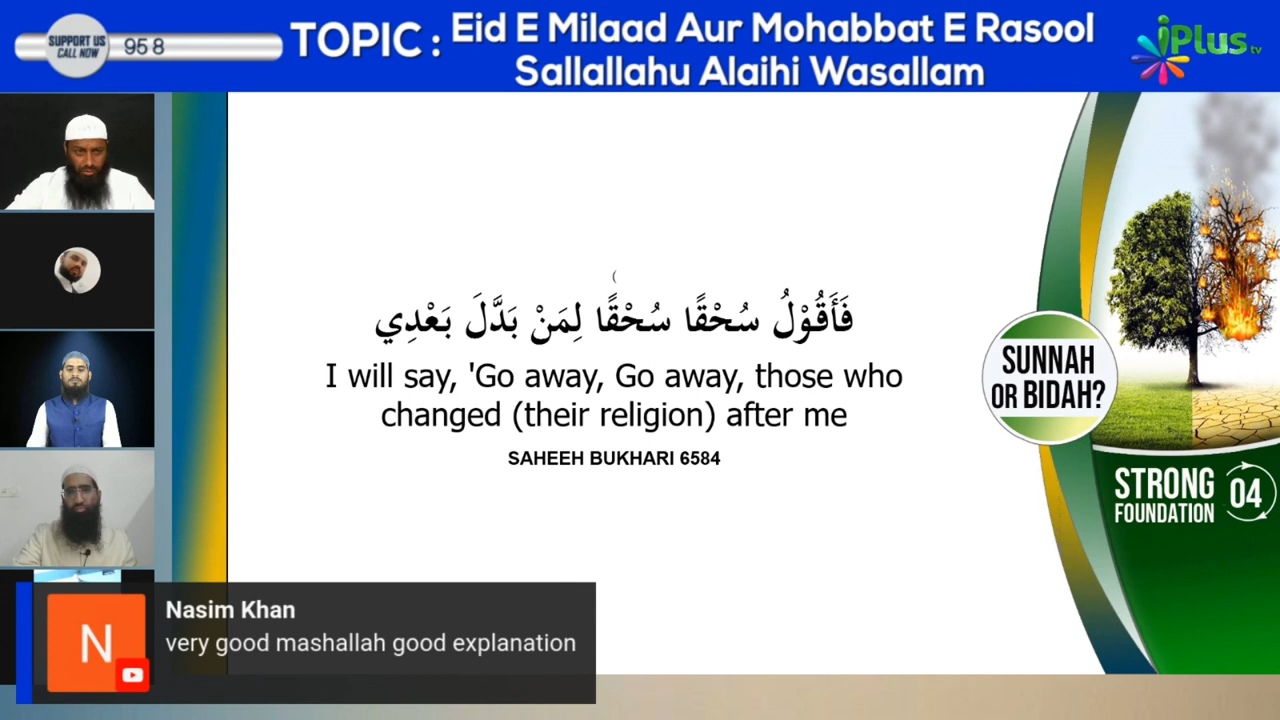 SUPPORT US
CALL NOW
95 8
TOPIC :
Eid E Milaad Aur Mohabbat E Rasool
Sallallahu Alaihi Wasallam
iPlus tv
فَأَقُوْلُ سُحْقًا سُحْقًا لِمَنْ بَدَّلَ بَعْدِي
I will say, 'Go away, Go away, those who
changed (their religion) after me
SAHEEH BUKHARI 6584
SUNNAH
OR BIDAH?
STRONG
FOUNDATION
04
N
Nasim Khan
very good mashallah good explanation